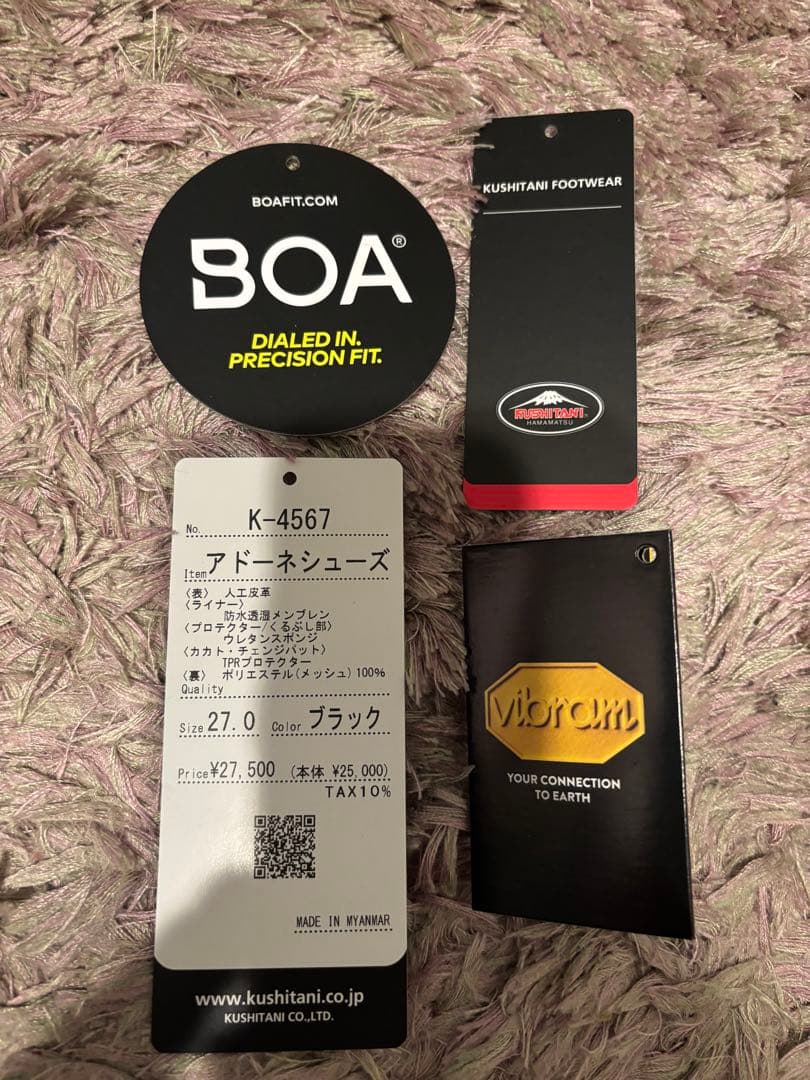 BOAFIT.COM
BOA®
DIALED IN.
PRECISION FIT.
KUSHITANI FOOTWEAR
KUSHITANI™
HAMAMATSU
No. K-4567
Item アドーネシューズ
〈表〉 人工皮革
〈ライナー〉
防水透湿メンブレン
〈プロテクター/くるぶし部〉
ウレタンスポンジ
〈カカト・チェンジパット〉
TPRプロテクター
〈裏〉 ポリエステル(メッシュ)100%
Quality
Size 27.0 Color ブラック
Price ¥27,500 (本体 ¥25,000)
TAX10%
MADE IN MYANMAR
www.kushitani.co.jp
KUSHITANI CO.,LTD.
vibram
YOUR CONNECTION
TO EARTH